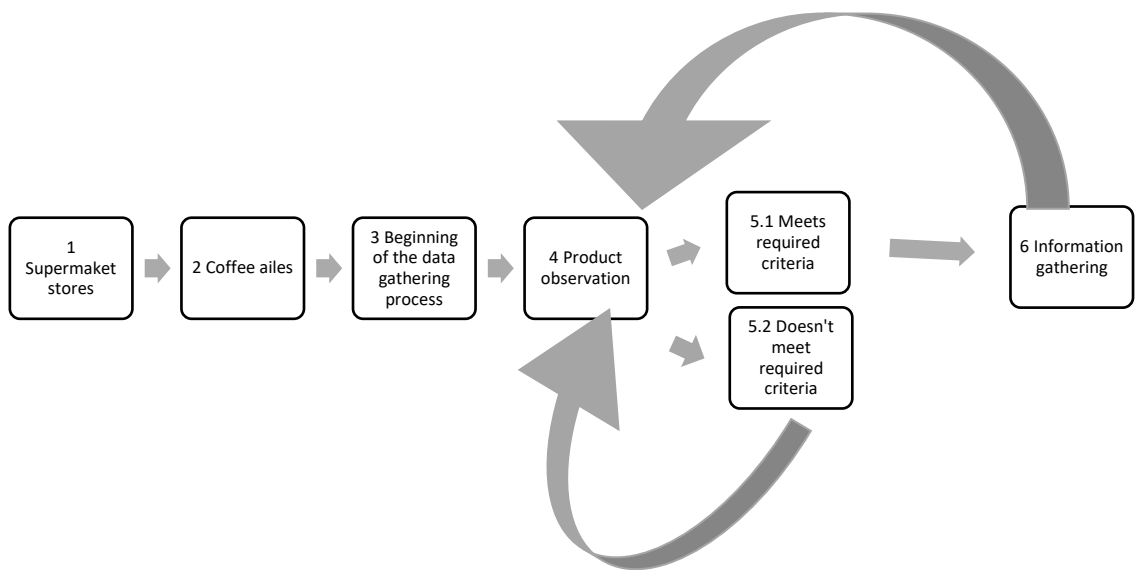 1
Supermaket
stores
2 Coffee ailes
3 Beginning
of the data
gathering
process
4 Product
observation
5.1 Meets
required
criteria
5.2 Doesn't
meet
required
criteria
6 Information
gathering